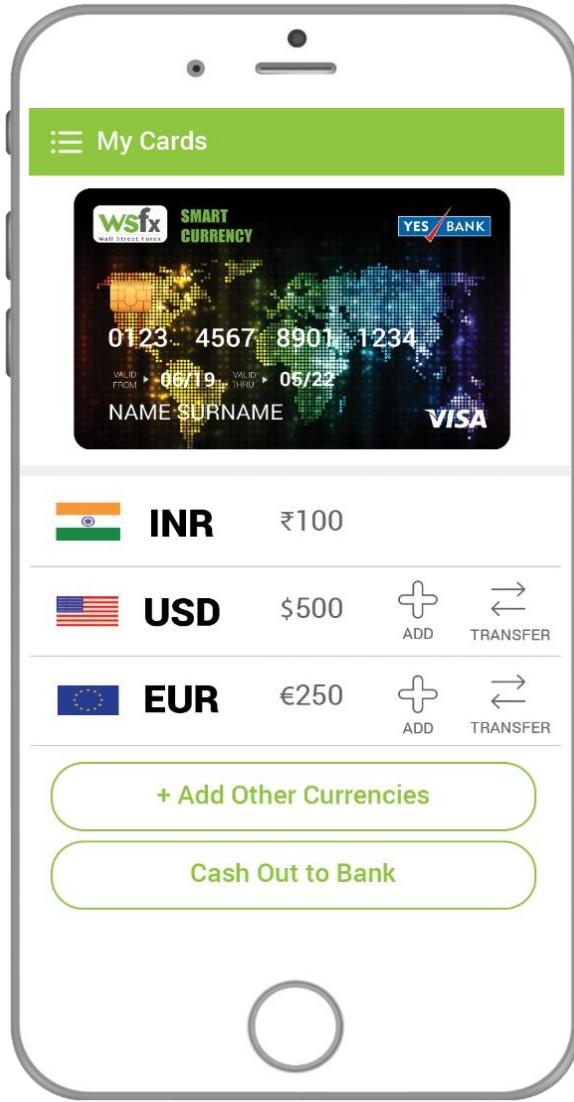 My Cards
wsfx
Wall Street Forex
SMART
CURRENCY
YES BANK
0123 4567 8901 1234
VALID FROM 06/19 VALID THRU 05/22
NAME SURNAME
VISA
INR ₹100
USD $500 ADD TRANSFER
EUR €250 ADD TRANSFER
+ Add Other Currencies
Cash Out to Bank